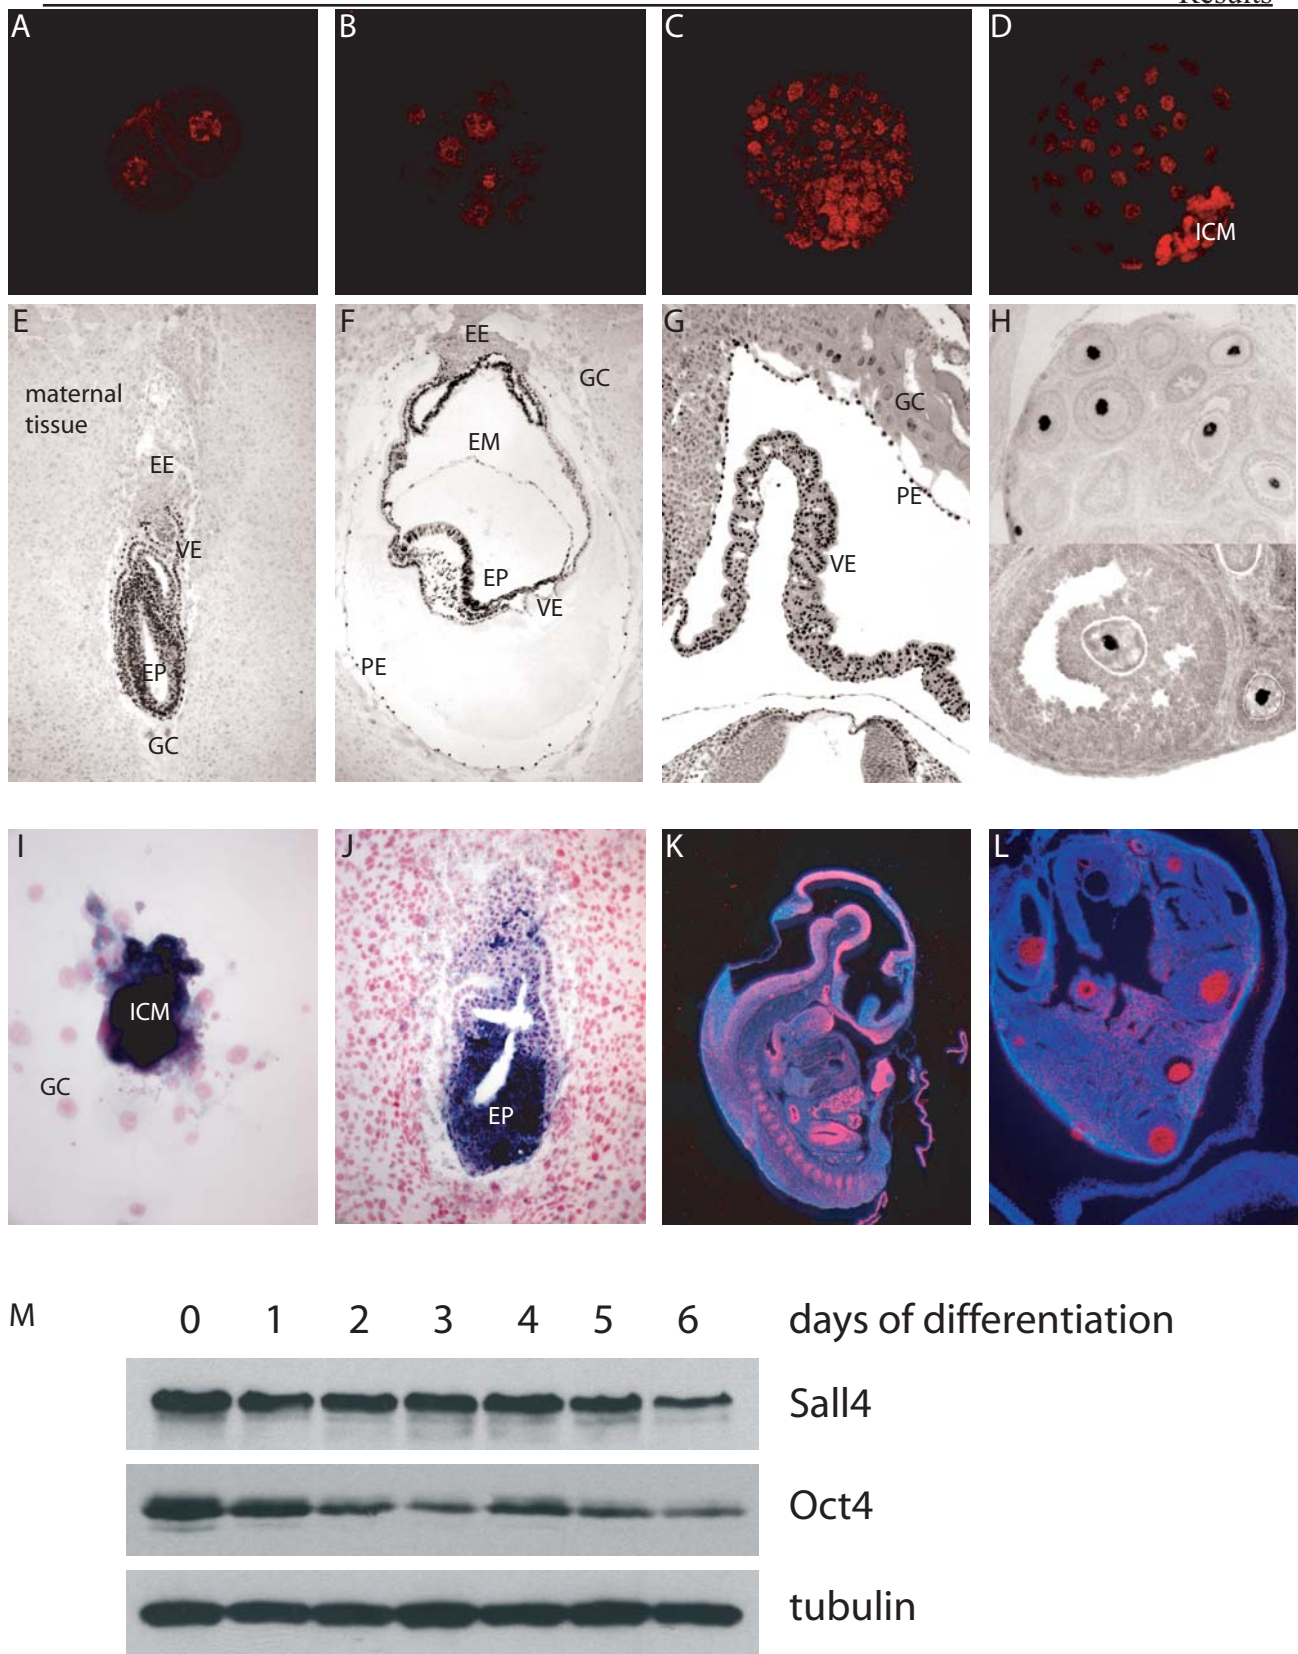 Results
A B C D
ICM
E F G H
EE
GC
maternal
tissue
EE
EM
GC
PE
VE
VE
EP
VE
EP
PE
GC
I J K L
ICM
GC
EP
M 0 1 2 3 4 5 6 days of differentiation
Sall4
Oct4
tubulin